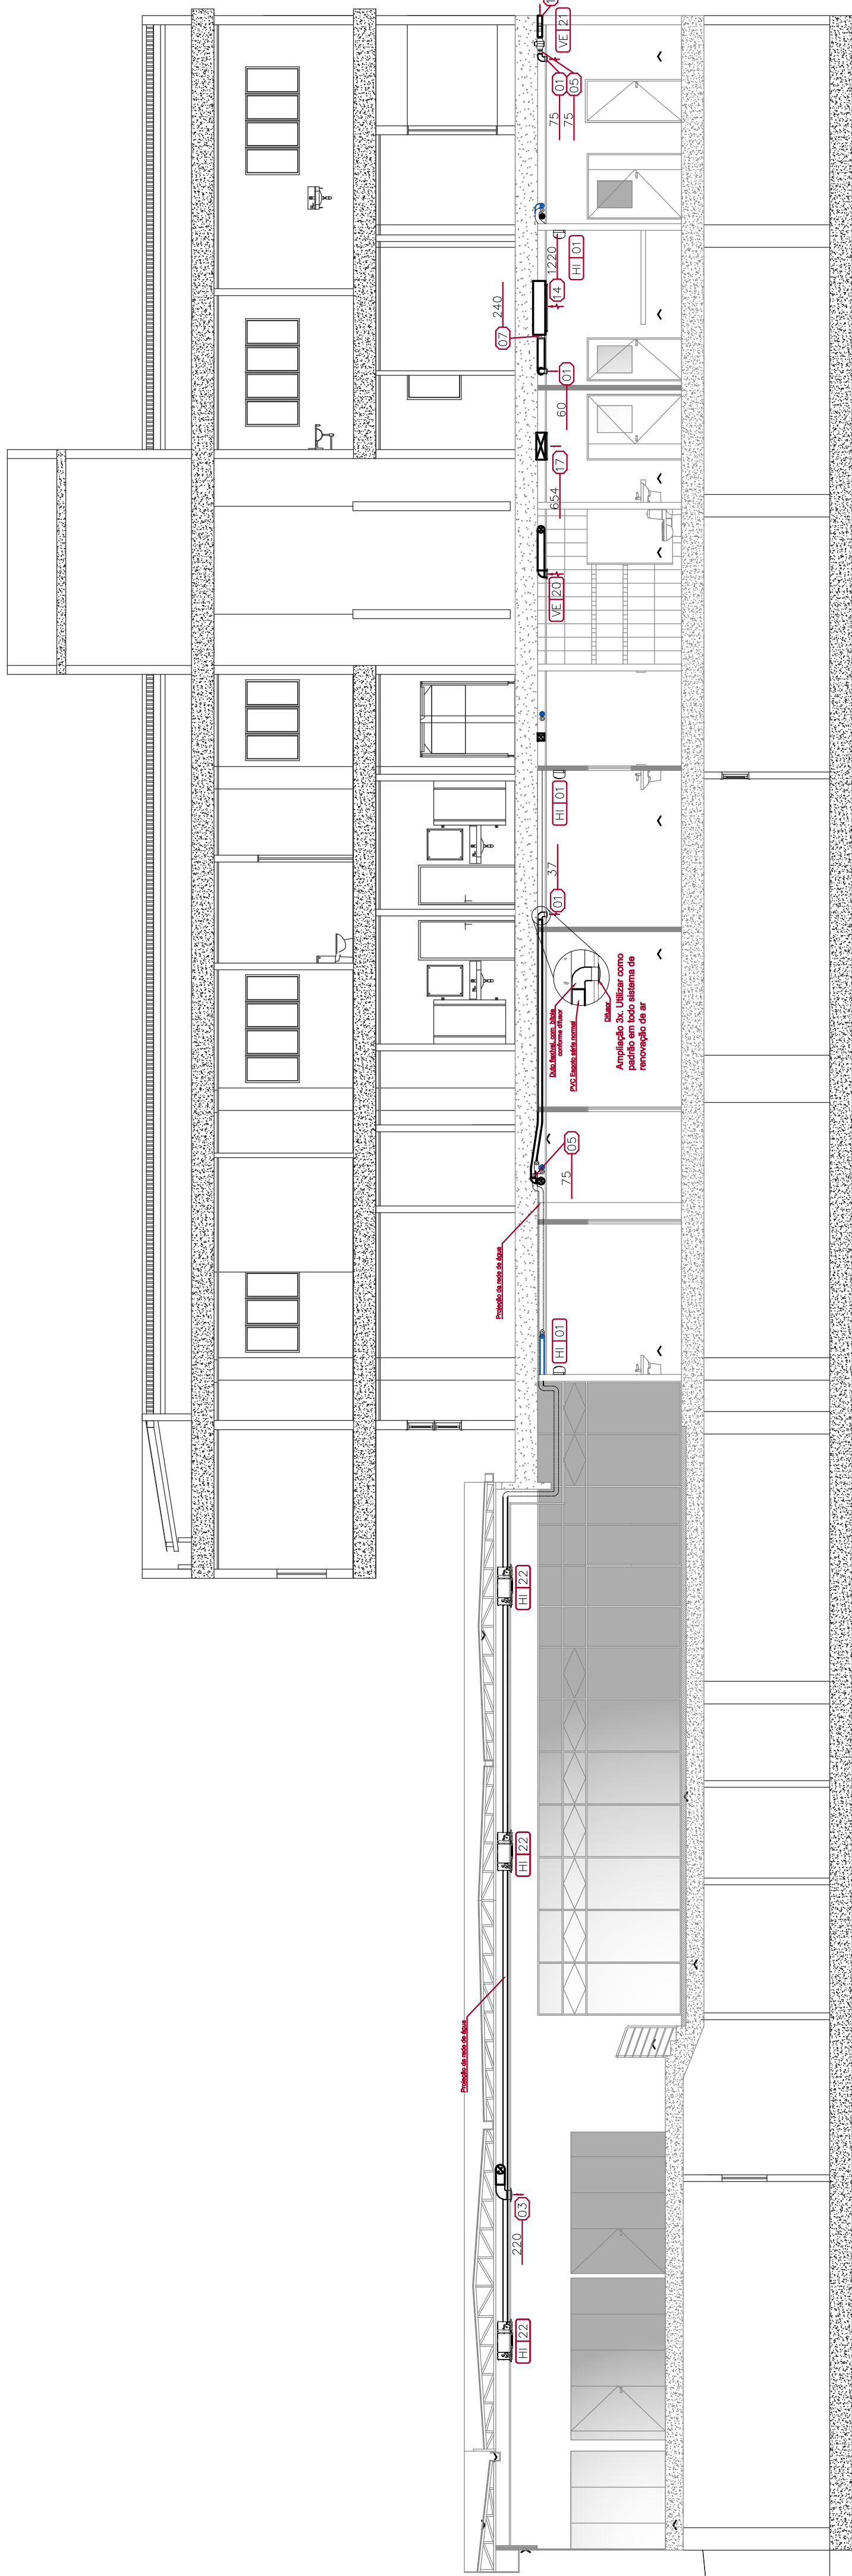 HI 22
220
03
HI 22
HI 22
Projeção da rede de água
HI 01
Projeção da rede de água
75
05
Duto flexível, com bitola
conforme difusor
PVC Esgoto série normal
Difusor
Ampliação 3x. Utilizar como
padrão em todo sistema de
renovação de ar
01
37
HI 01
VE 20
654
17
60
01
07
240
14
1220
HI 01
75
01
75
05
VE 21